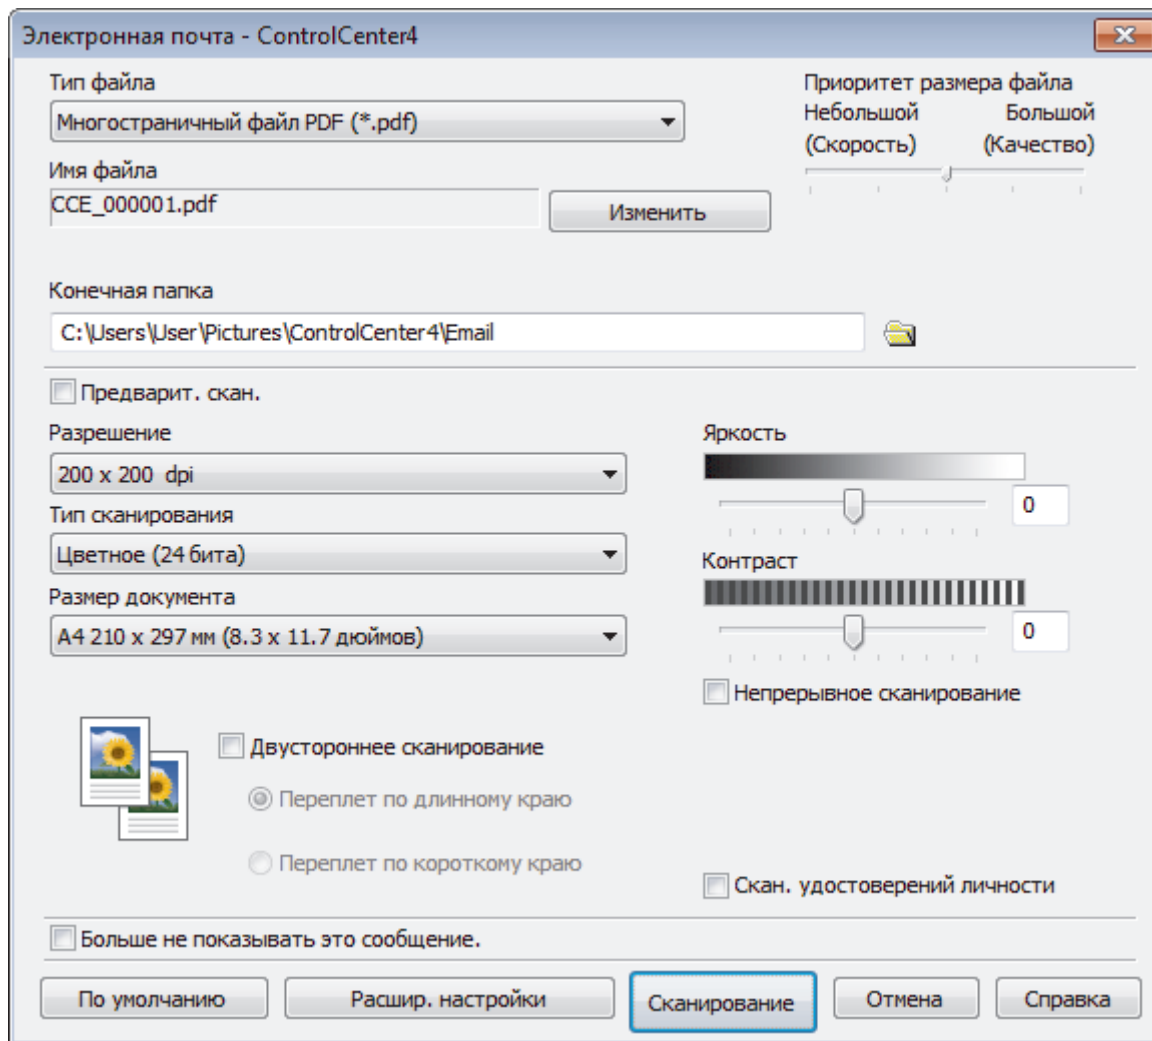 Электронная почта - ControlCenter4
Тип файла
Многостраничный файл PDF (*.pdf)
Приоритет размера файла
Небольшой Большой
(Скорость) (Качество)
Имя файла
CCE_000001.pdf
Изменить
Конечная папка
C:\Users\User\Pictures\ControlCenter4\Email
Предварит. скан.
Разрешение
200 x 200 dpi
Тип сканирования
Цветное (24 бита)
Размер документа
A4 210 x 297 мм (8.3 x 11.7 дюймов)
Яркость
0
Контраст
0
Непрерывное сканирование
Двустороннее сканирование
Переплет по длинному краю
Переплет по короткому краю
Скан. удостоверений личности
Больше не показывать это сообщение.
По умолчанию Расшир. настройки Сканирование Отмена Справка